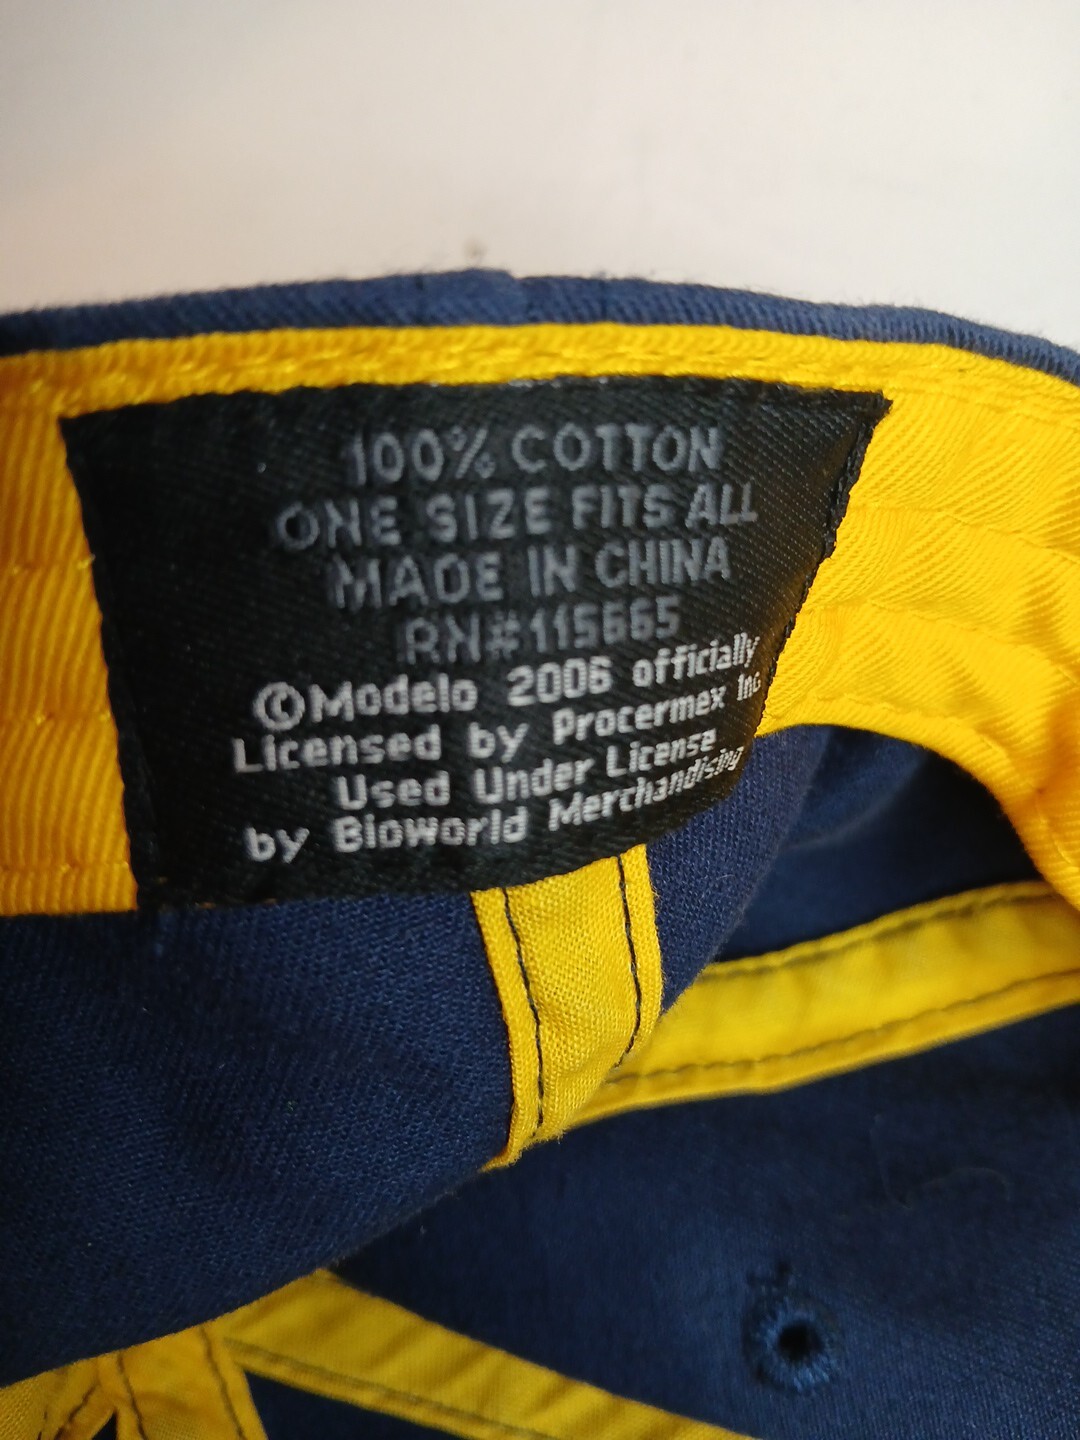 100% COTTON
ONE SIZE FITS ALL
MADE IN CHINA
RN#115665
©Modelo 2006 officially
Licensed by Procermex Inc
Used Under License
by Bioworld Merchandising